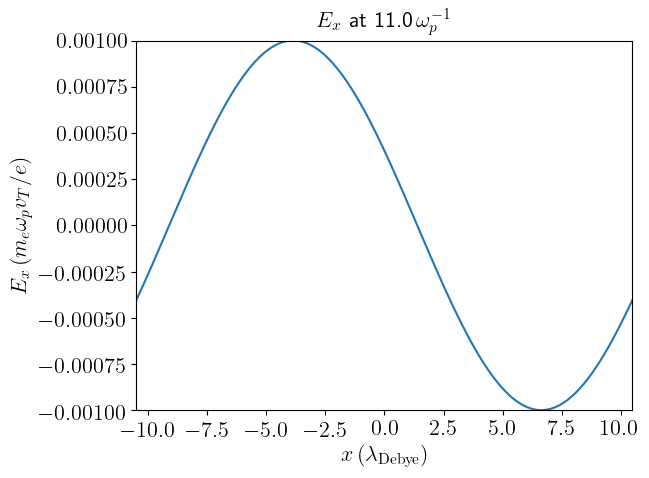 $E_x$ at 11.0 $\omega_p^{-1}$
0.00100
0.00075
0.00050
0.00025
0.00000
−0.00025
−0.00050
−0.00075
−0.00100
$E_x\,(m_e\omega_p v_T/e)$
−10.0 −7.5 −5.0 −2.5 0.0 2.5 5.0 7.5 10.0
$x\,(\lambda_{\mathrm{Debye}})$